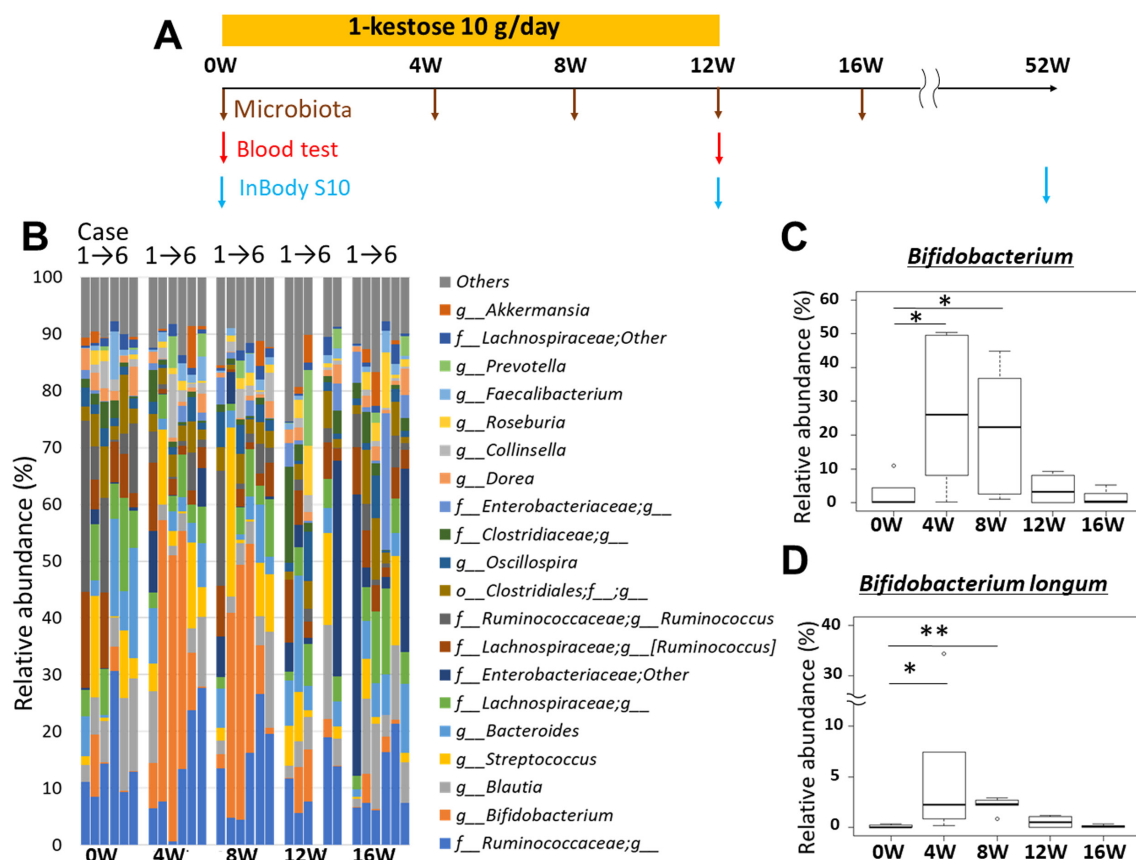 A
1-kestose 10 g/day
0W 4W 8W 12W 16W 52W
Microbiota
Blood test
InBody S10
B
Case
1→6 1→6 1→6 1→6 1→6
Relative abundance (%)
100
90
80
70
60
50
40
30
20
10
0
0W 4W 8W 12W 16W
Others
g__Akkermansia
f__Lachnospiraceae;Other
g__Prevotella
g__Faecalibacterium
g__Roseburia
g__Collinsella
g__Dorea
f__Enterobacteriaceae;g__
f__Clostridiaceae;g__
g__Oscillospira
o__Clostridiales;f__;g__
f__Ruminococcaceae;g__Ruminococcus
f__Lachnospiraceae;g__[Ruminococcus]
f__Enterobacteriaceae;Other
f__Lachnospiraceae;g__
g__Bacteroides
g__Streptococcus
g__Blautia
g__Bifidobacterium
f__Ruminococcaceae;g__
C
Bifidobacterium
Relative abundance (%)
60
50
40
30
20
10
0
*
*
0W 4W 8W 12W 16W
D
Bifidobacterium longum
Relative abundance (%)
40
30
10
5
0
**
*
0W 4W 8W 12W 16W